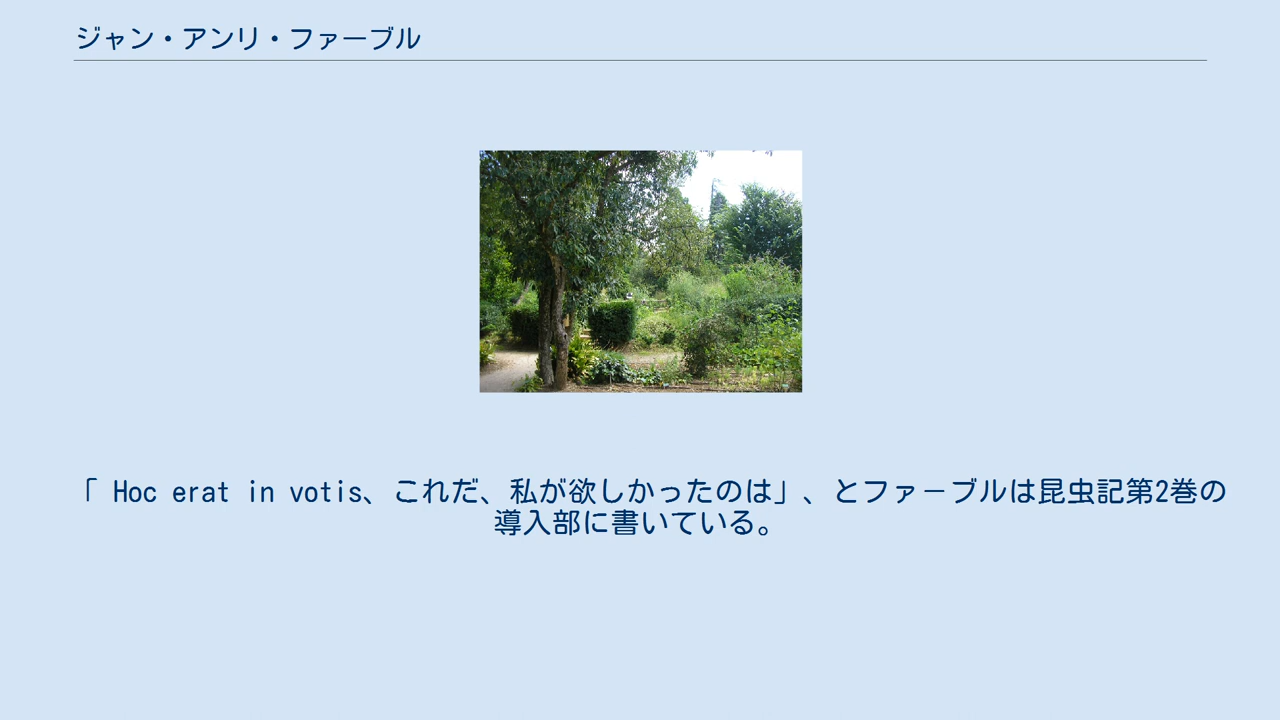 ジャン・アンリ・ファーブル
「 Hoc erat in votis、これだ、私が欲しかったのは」、とファーブルは昆虫記第2巻の
導入部に書いている。